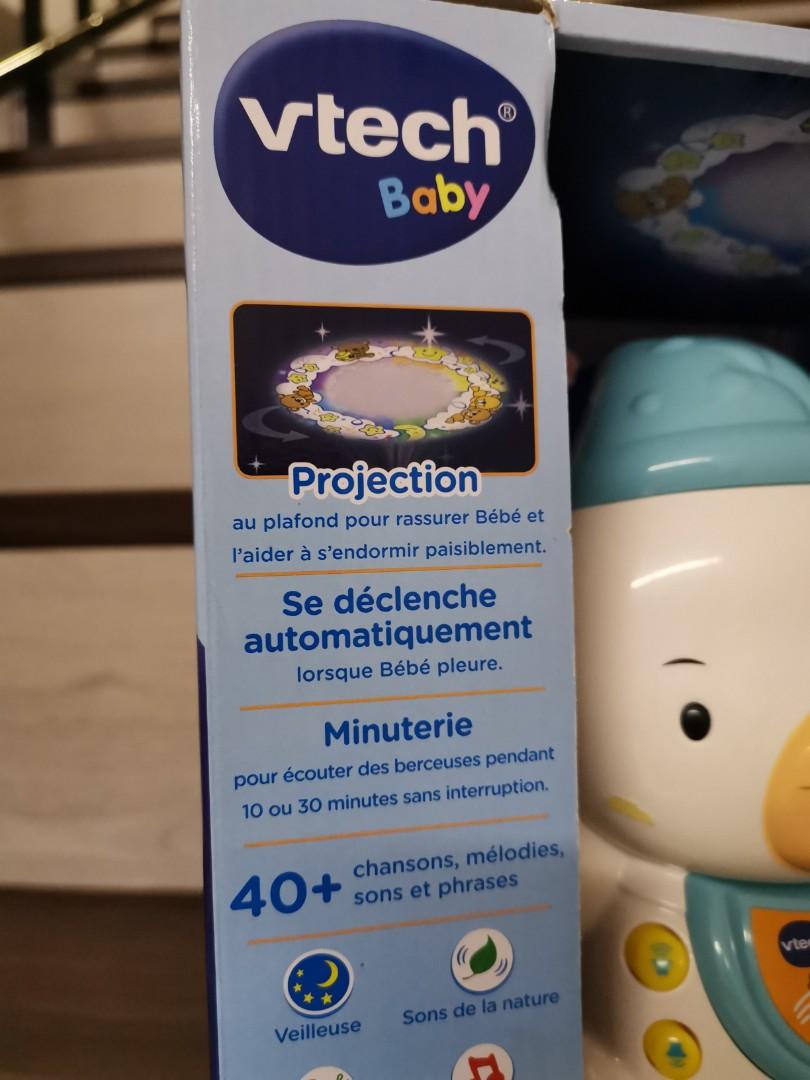 vtech®
Baby
Projection
au plafond pour rassurer Bébé et
l'aider à s'endormir paisiblement.
Se déclenche
automatiquement
lorsque Bébé pleure.
Minuterie
pour écouter des berceuses pendant
10 ou 30 minutes sans interruption.
40+ chansons, mélodies,
sons et phrases
Veilleuse
Sons de la nature